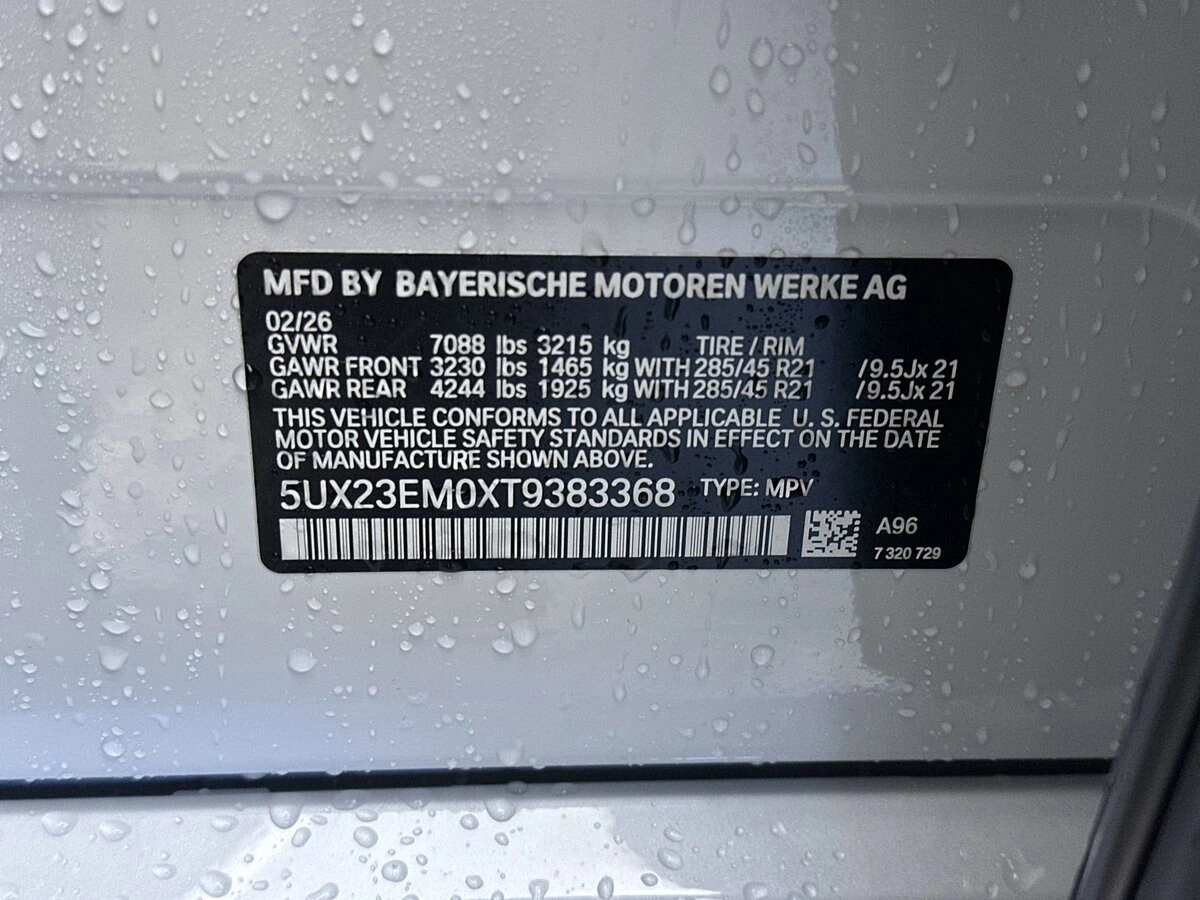 MFD BY BAYERISCHE MOTOREN WERKE AG
02/26
GVWR 7088 lbs 3215 kg TIRE / RIM
GAWR FRONT 3230 lbs 1465 kg WITH 285/45 R21 /9.5Jx 21
GAWR REAR 4244 lbs 1925 kg WITH 285/45 R21 /9.5Jx 21
THIS VEHICLE CONFORMS TO ALL APPLICABLE U. S. FEDERAL
MOTOR VEHICLE SAFETY STANDARDS IN EFFECT ON THE DATE
OF MANUFACTURE SHOWN ABOVE.
5UX23EM0XT9383368 TYPE: MPV
A96
7 320 729